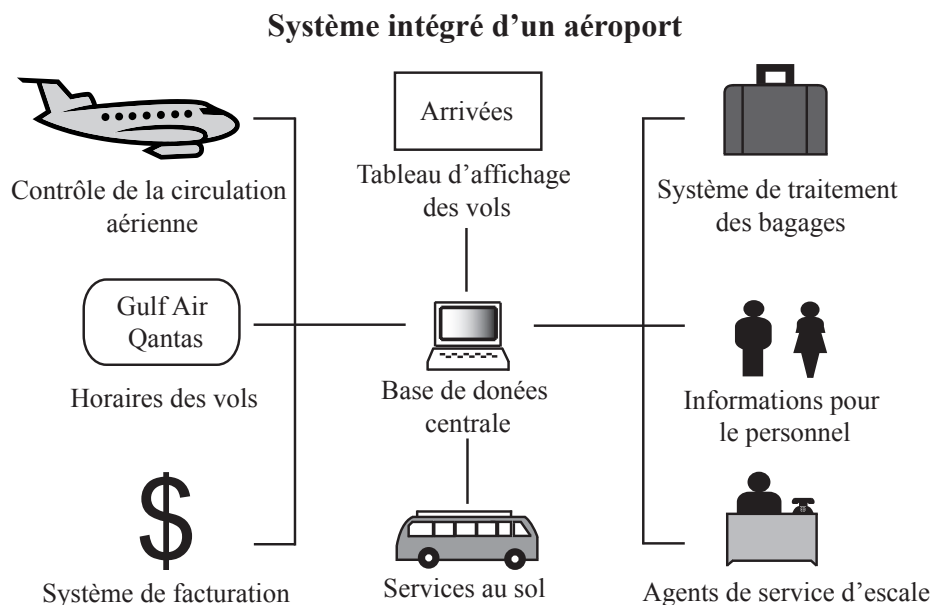 Système intégré d’un aéroport
Arrivées
Contrôle de la circulation
aérienne
Tableau d’affichage
des vols
Système de traitement
des bagages
Gulf Air
Qantas
Horaires des vols
Base de donées
centrale
Informations pour
le personnel
$
Système de facturation
Services au sol
Agents de service d’escale